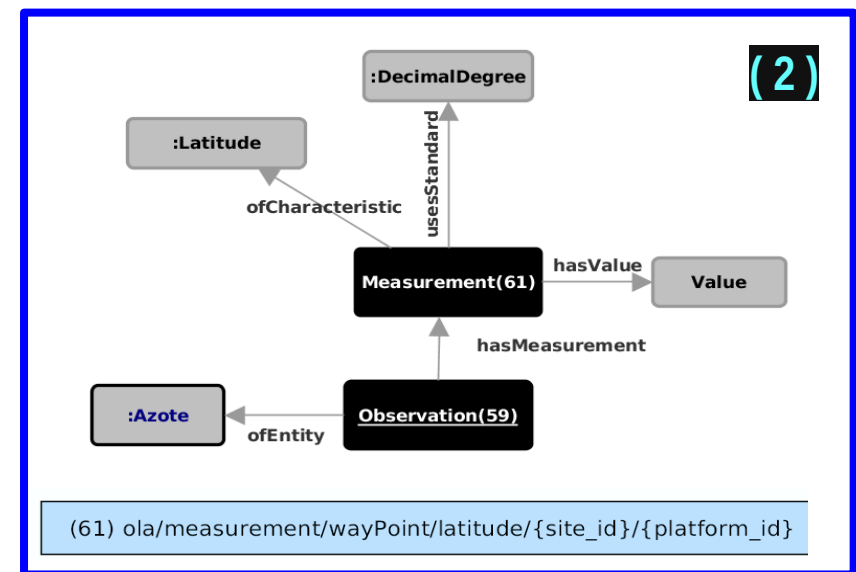 :DecimalDegree
(2)
:Latitude
usesStandard
ofCharacteristic
hasValue
Measurement(61)
Value
hasMeasurement
:Azote
Observation(59)
ofEntity
(61) ola/measurement/wayPoint/latitude/{site_id}/{platform_id}